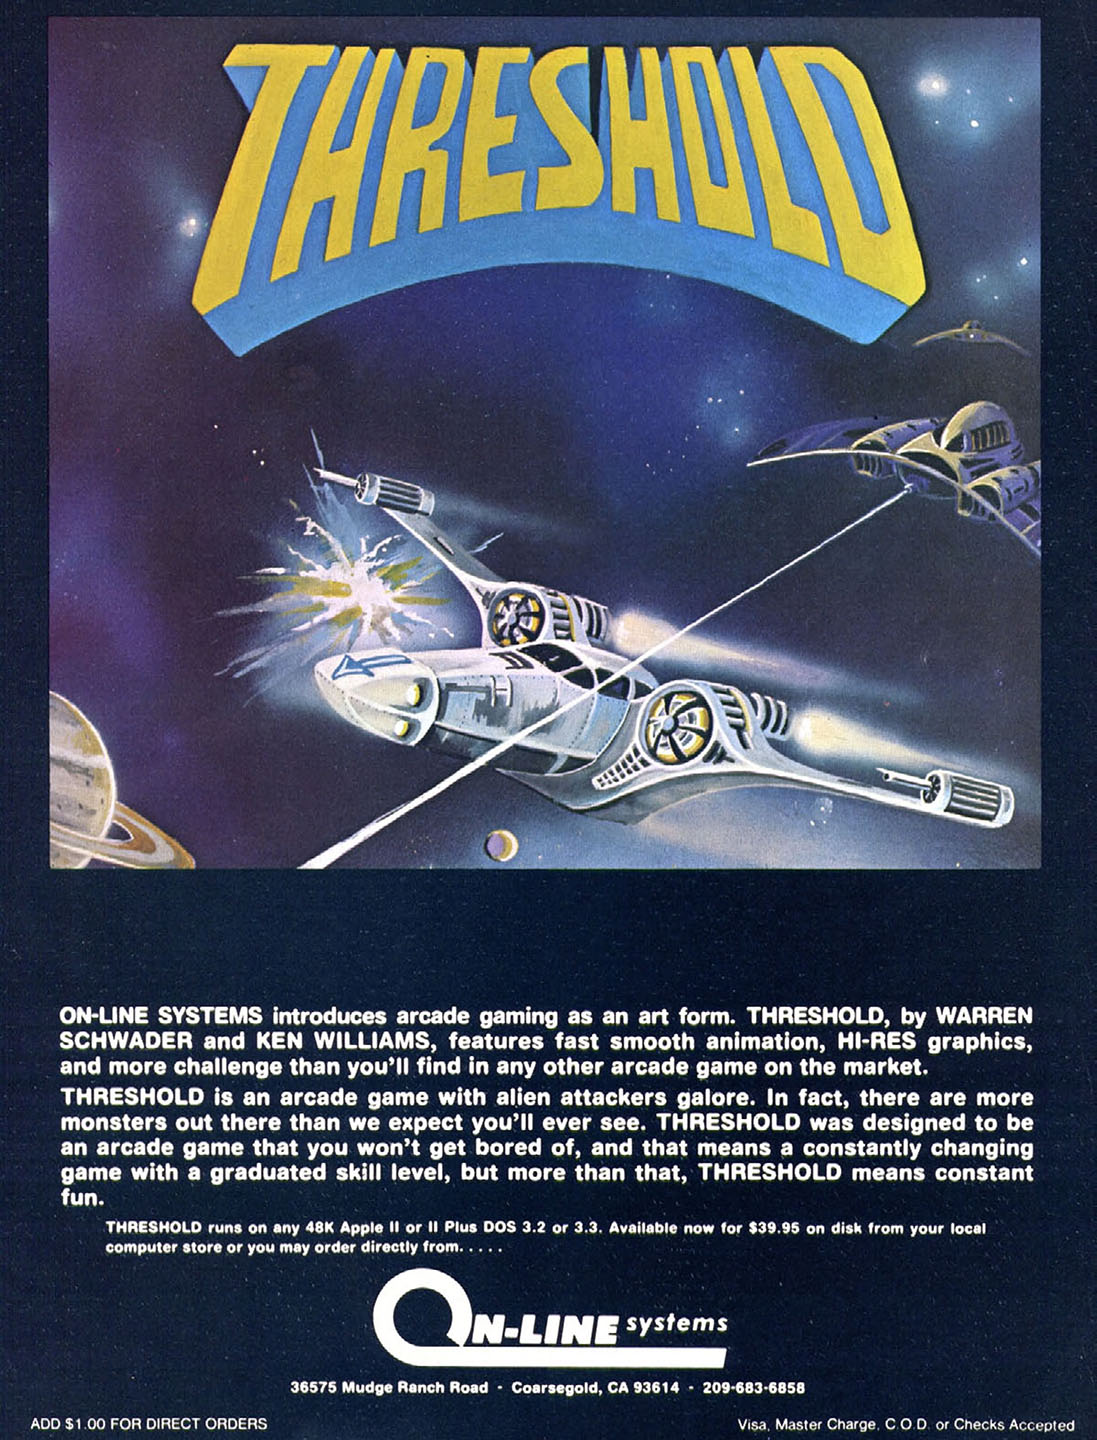 THRESHOLD
ON-LINE SYSTEMS introduces arcade gaming as an art form. THRESHOLD, by WARREN
SCHWADER and KEN WILLIAMS, features fast smooth animation, HI-RES graphics,
and more challenge than you'll find in any other arcade game on the market.
THRESHOLD is an arcade game with alien attackers galore. In fact, there are more
monsters out there than we expect you'll ever see. THRESHOLD was designed to be
an arcade game that you won't get bored of, and that means a constantly changing
game with a graduated skill level, but more than that, THRESHOLD means constant
fun.
THRESHOLD runs on any 48K Apple II or II Plus DOS 3.2 or 3.3. Available now for $39.95 on disk from your local
computer store or you may order directly from.....
ON-LINE systems
36575 Mudge Ranch Road - Coarsegold, CA 93614 - 209-683-6858
ADD $1.00 FOR DIRECT ORDERS
Visa, Master Charge, C.O.D. or Checks Accepted